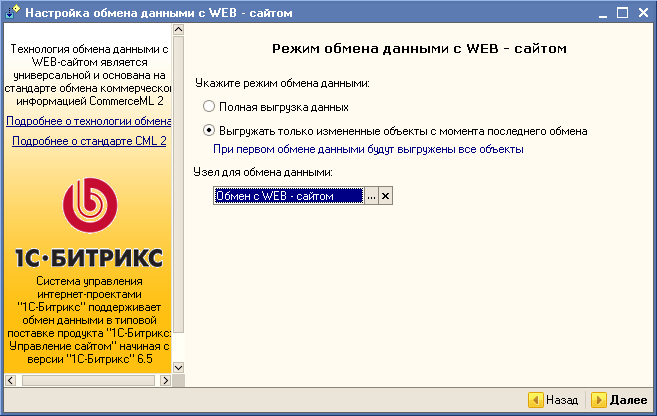 Настройка обмена данными с WEB - сайтом
Технология обмена данными с
WEB-сайтом является
универсальной и основана на
стандарте обмена коммерческой
информацией CommerceML 2
Подробнее о технологии обмена
Подробнее о стандарте CML 2
1С·БИТРИКС
Система управления
интернет-проектами
"1С-Битрикс" поддерживает
обмен данными в типовой
поставке продукта "1С-Битрикс:
Управление сайтом" начиная с
версии "1С-Битрикс" 6.5
Режим обмена данными с WEB - сайтом
Укажите режим обмена данными:
Полная выгрузка данных
Выгружать только измененные объекты с момента последнего обмена
При первом обмене данными будут выгружены все объекты
Узел для обмена данными:
Обмен с WEB - сайтом ... ×
Назад Далее